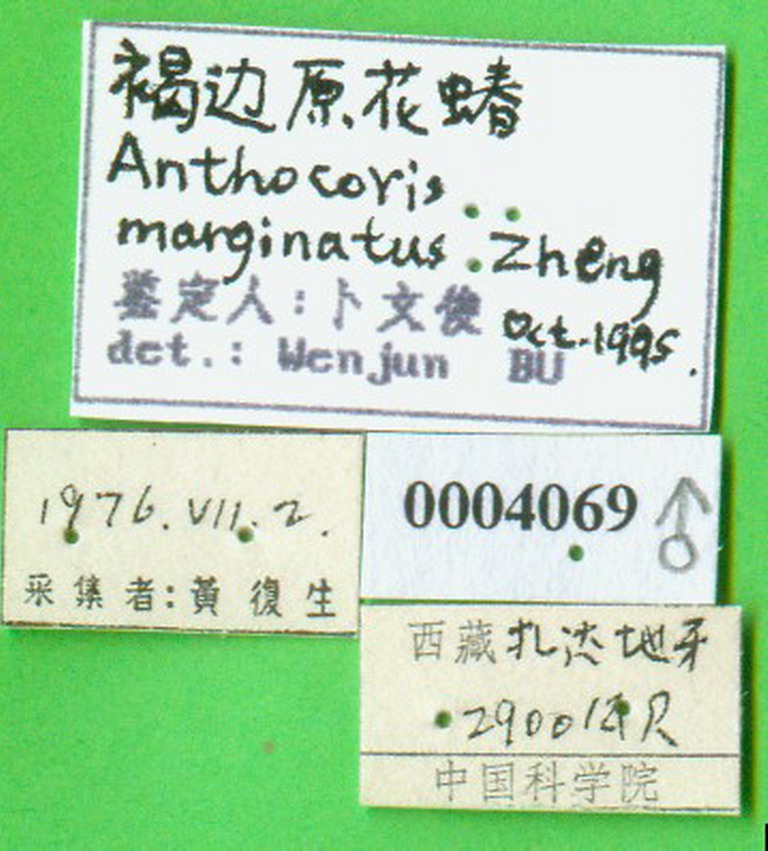 褐边原花蝽
Anthocoris
marginatus Zheng
鉴定人:卜文俊 Oct.1995.
det.: Wenjun BU
1976.VII.2.
采集者:黃復生
0004069 ♂
西藏扎达地牙
2900公尺
中国科学院